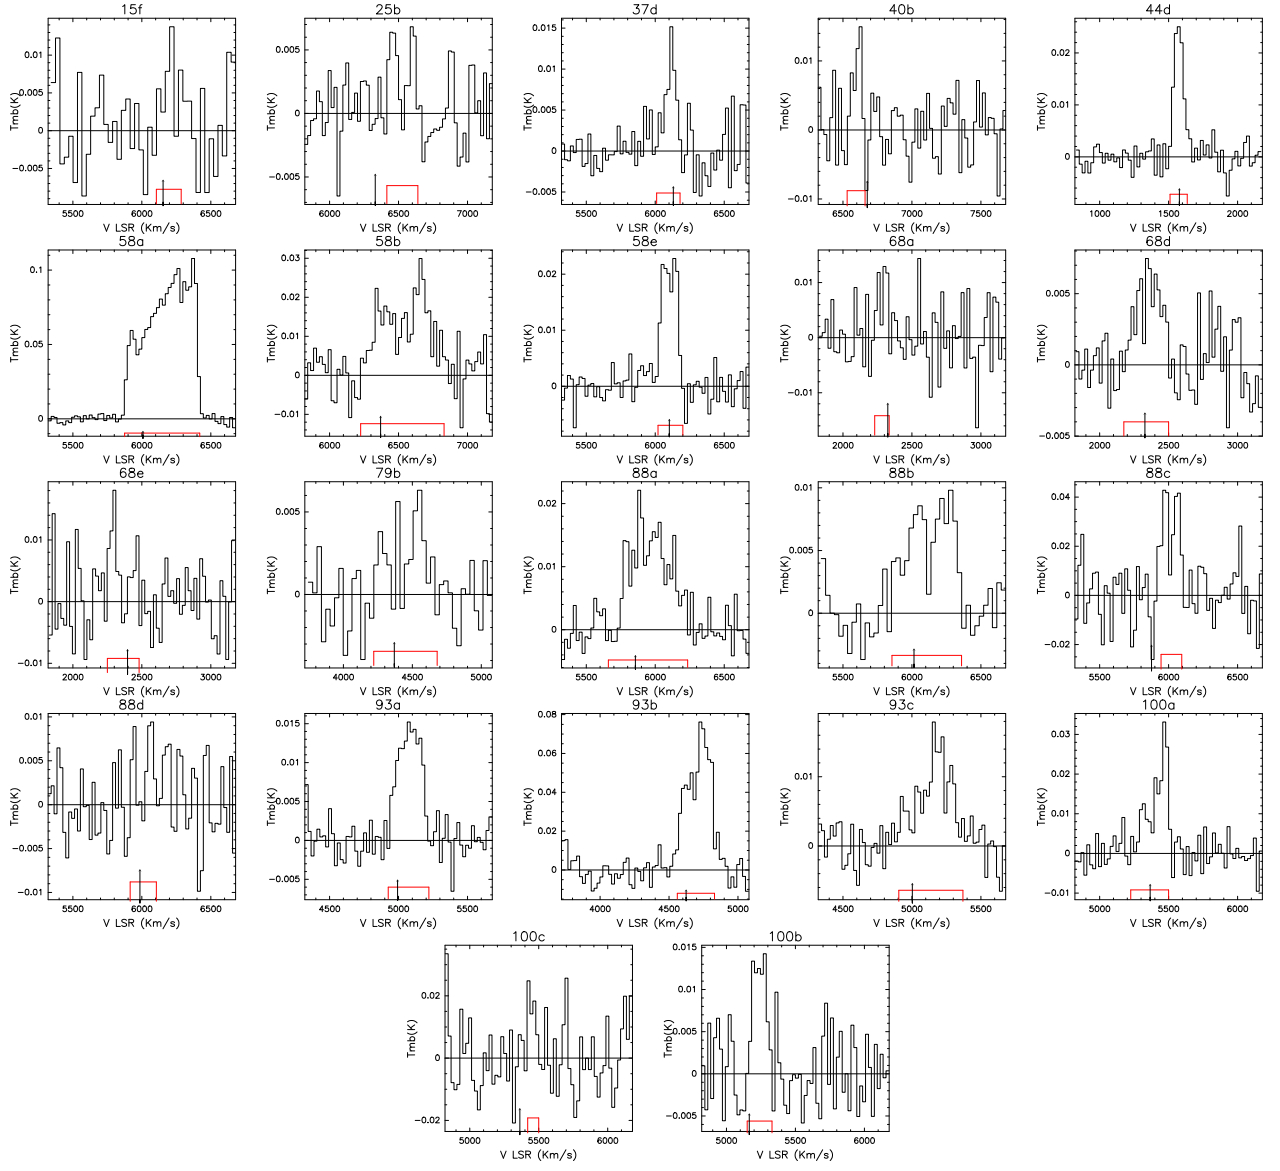 15f 25b 37d 40b 44d
0.01 0.005 0 −0.005
0.005 0 −0.005
0.015 0.01 0.005 0 −0.005
0.01 0 −0.01
0.02 0.01 0
Tmb(K) Tmb(K) Tmb(K) Tmb(K) Tmb(K)
5500 6000 6500 6000 6500 7000 5500 6000 6500 6500 7000 7500 1000 1500 2000
V LSR (Km/s) V LSR (Km/s) V LSR (Km/s) V LSR (Km/s) V LSR (Km/s)
58a 58b 58e 68a 68d
0.1 0.05 0
0.03 0.02 0.01 0 −0.01
0.02 0.01 0
0.01 0 −0.01
0.005 0 −0.005
Tmb(K) Tmb(K) Tmb(K) Tmb(K) Tmb(K)
5500 6000 6500 6000 6500 7000 5500 6000 6500 2000 2500 3000 2000 2500 3000
V LSR (Km/s) V LSR (Km/s) V LSR (Km/s) V LSR (Km/s) V LSR (Km/s)
68e 79b 88a 88b 88c
0.01 0 −0.01
0.005 0
0.02 0.01 0
0.01 0.005 0
0.04 0.02 0 −0.02
Tmb(K) Tmb(K) Tmb(K) Tmb(K) Tmb(K)
2000 2500 3000 4000 4500 5000 5500 6000 6500 5500 6000 6500 5500 6000 6500
V LSR (Km/s) V LSR (Km/s) V LSR (Km/s) V LSR (Km/s) V LSR (Km/s)
88d 93a 93b 93c 100a
0.01 0.005 0 −0.005 −0.01
0.015 0.01 0.005 0 −0.005
0.08 0.06 0.04 0.02 0
0.01 0
0.03 0.02 0.01 0 −0.01
Tmb(K) Tmb(K) Tmb(K) Tmb(K) Tmb(K)
5500 6000 6500 4500 5000 5500 4000 4500 5000 4500 5000 5500 5000 5500 6000
V LSR (Km/s) V LSR (Km/s) V LSR (Km/s) V LSR (Km/s) V LSR (Km/s)
100c 100b
0.02 0 −0.02
0.015 0.01 0.005 0 −0.005
Tmb(K) Tmb(K)
5000 5500 6000 5000 5500 6000
V LSR (Km/s) V LSR (Km/s)